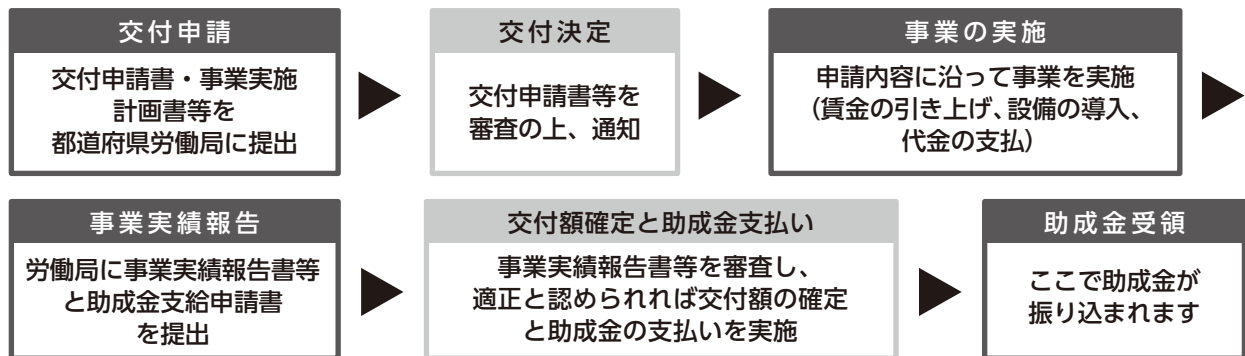 交付申請
交付申請書・事業実施
計画書等を
都道府県労働局に提出
交付決定
交付申請書等を
審査の上、通知
事業の実施
申請内容に沿って事業を実施
(賃金の引き上げ、設備の導入、
代金の支払)
事業実績報告
労働局に事業実績報告書等
と助成金支給申請書
を提出
交付額確定と助成金支払い
事業実績報告書等を審査し、
適正と認められれば交付額の確定
と助成金の支払いを実施
助成金受領
ここで助成金が
振り込まれます